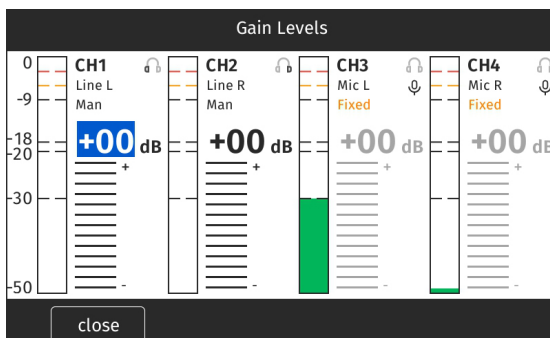 Gain Levels
0
-9
-18
-20
-30
-50
CH1
Line L
Man
+00 dB
+
-
CH2
Line R
Man
+00 dB
+
-
CH3
Mic L
Fixed
+00 dB
+
-
CH4
Mic R
Fixed
+00 dB
+
-
close